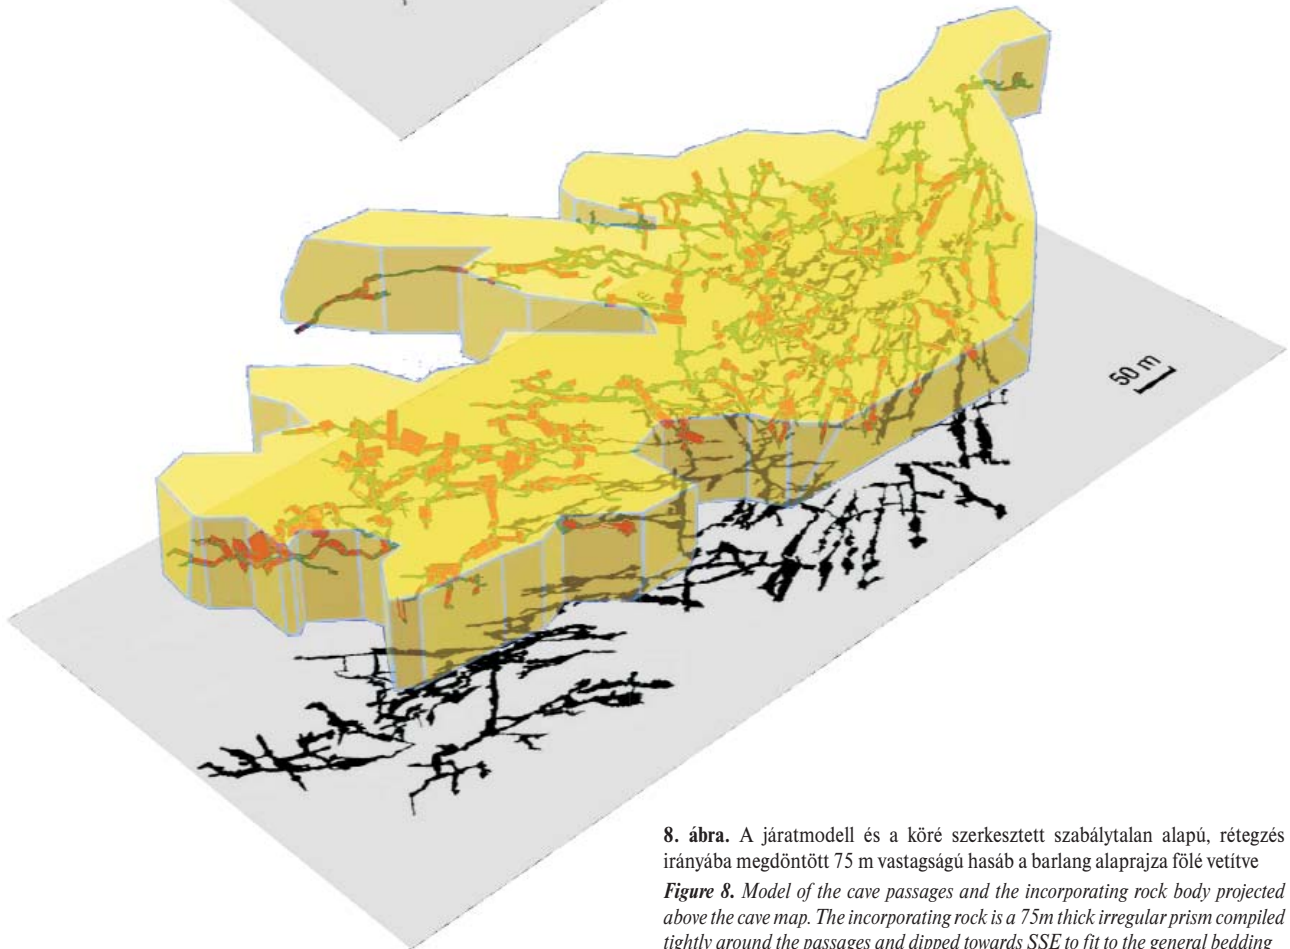 50 m
8. ábra. A járatmodell és a köré szerkesztett szabálytalan alapú, rétegzés
irányába megdöntött 75 m vastagságú hasáb a barlang alaprajza fölé vetítve
Figure 8. Model of the cave passages and the incorporating rock body projected
above the cave map. The incorporating rock is a 75m thick irregular prism compiled
tightly around the passages and dipped towards SSE to fit to the general bedding